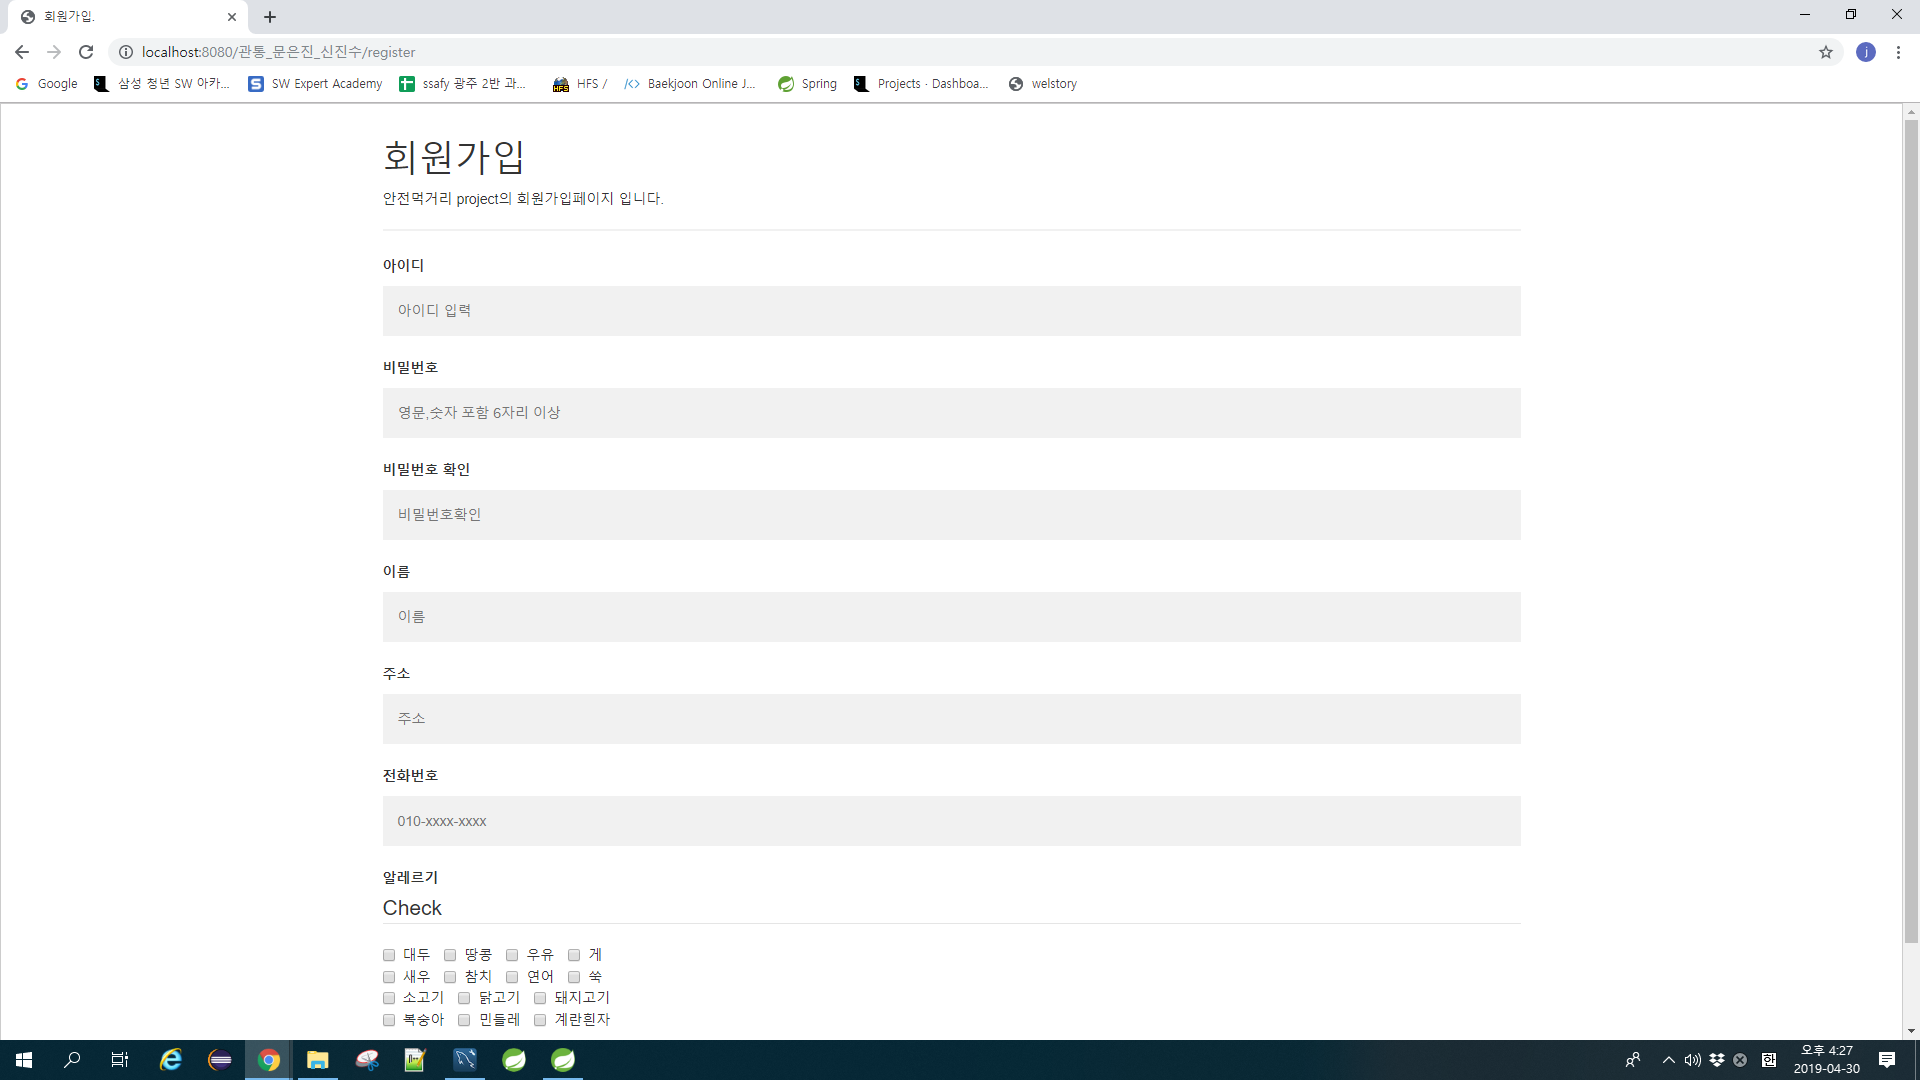 회원가입.
localhost:8080/관통_문은진_신진수/register
j
Google
삼성 청년 SW 아카...
SW Expert Academy
ssafy 광주 2반 과...
HFS /
Baekjoon Online J...
Spring
Projects · Dashboa...
welstory
회원가입
안전먹거리 project의 회원가입페이지 입니다.
아이디
아이디 입력
비밀번호
영문,숫자 포함 6자리 이상
비밀번호 확인
비밀번호확인
이름
이름
주소
주소
전화번호
010-xxxx-xxxx
알레르기
Check
대두 땅콩 우유 게
새우 참치 연어 쑥
소고기 닭고기 돼지고기
복숭아 민들레 계란흰자
한
오후 4:27
2019-04-30